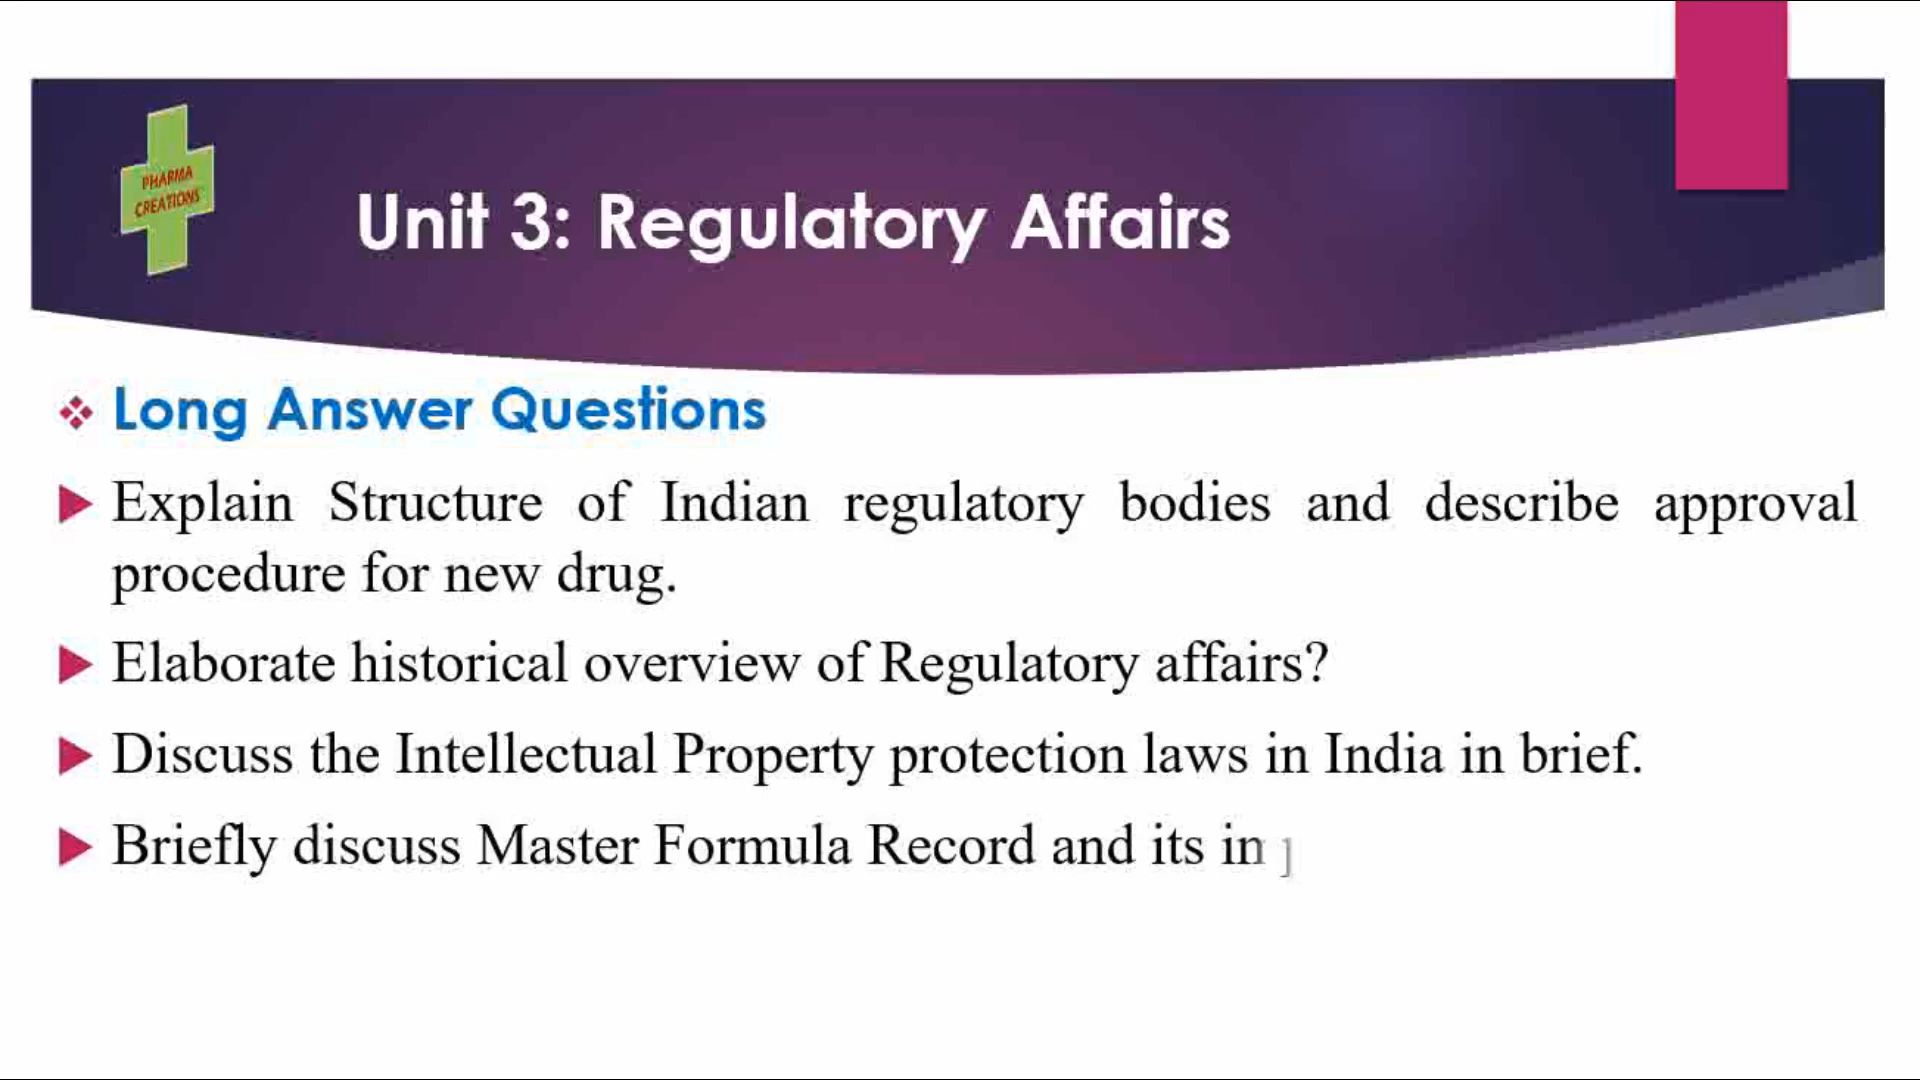 PHARMA
CREATIONS
Unit 3: Regulatory Affairs
Long Answer Questions
Explain Structure of Indian regulatory bodies and describe approval
procedure for new drug.
Elaborate historical overview of Regulatory affairs?
Discuss the Intellectual Property protection laws in India in brief.
Briefly discuss Master Formula Record and its